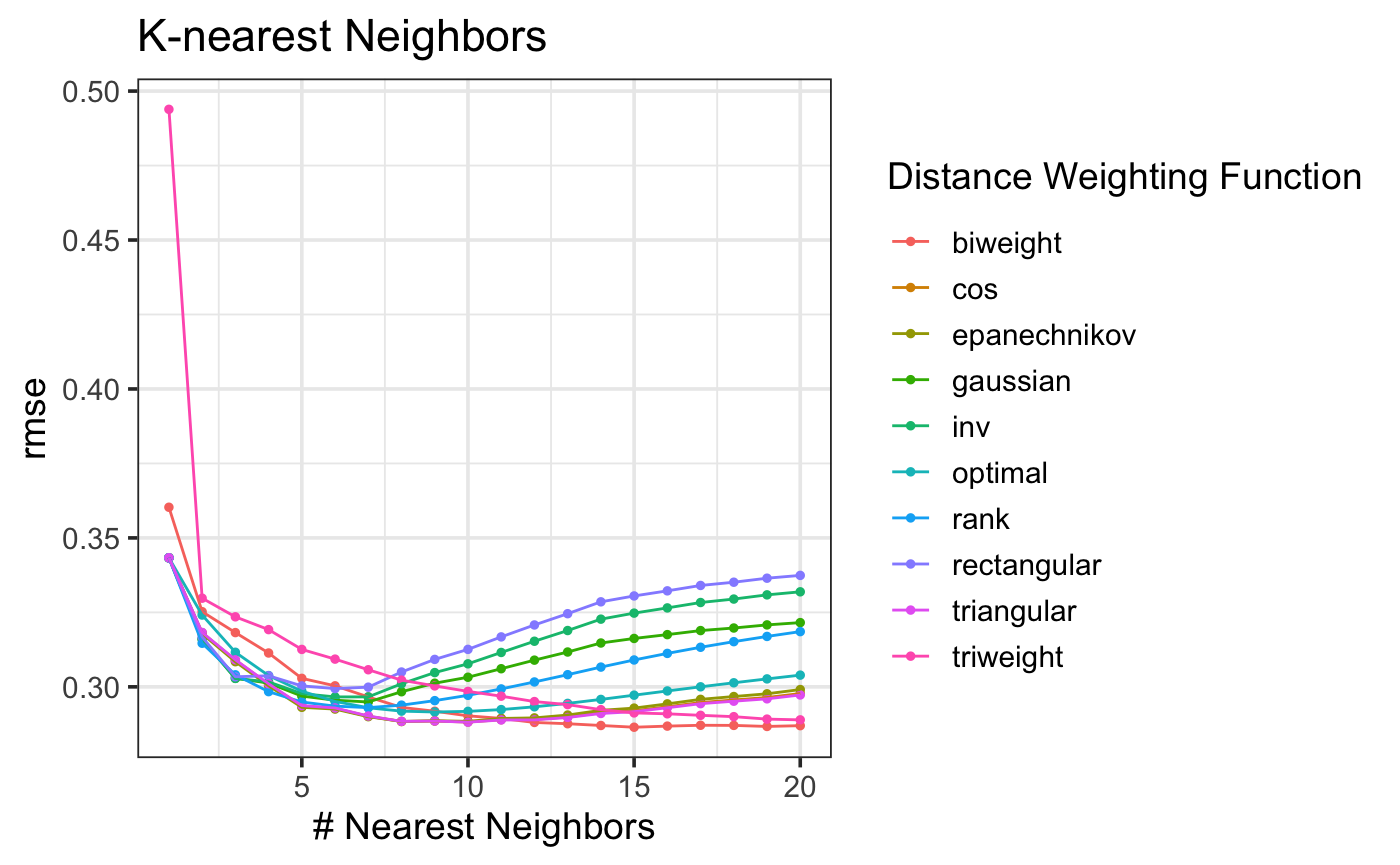 K-nearest Neighbors
0.50
0.45
0.40
0.35
0.30
rmse
5 10 15 20
# Nearest Neighbors
Distance Weighting Function
biweight
cos
epanechnikov
gaussian
inv
optimal
rank
rectangular
triangular
triweight